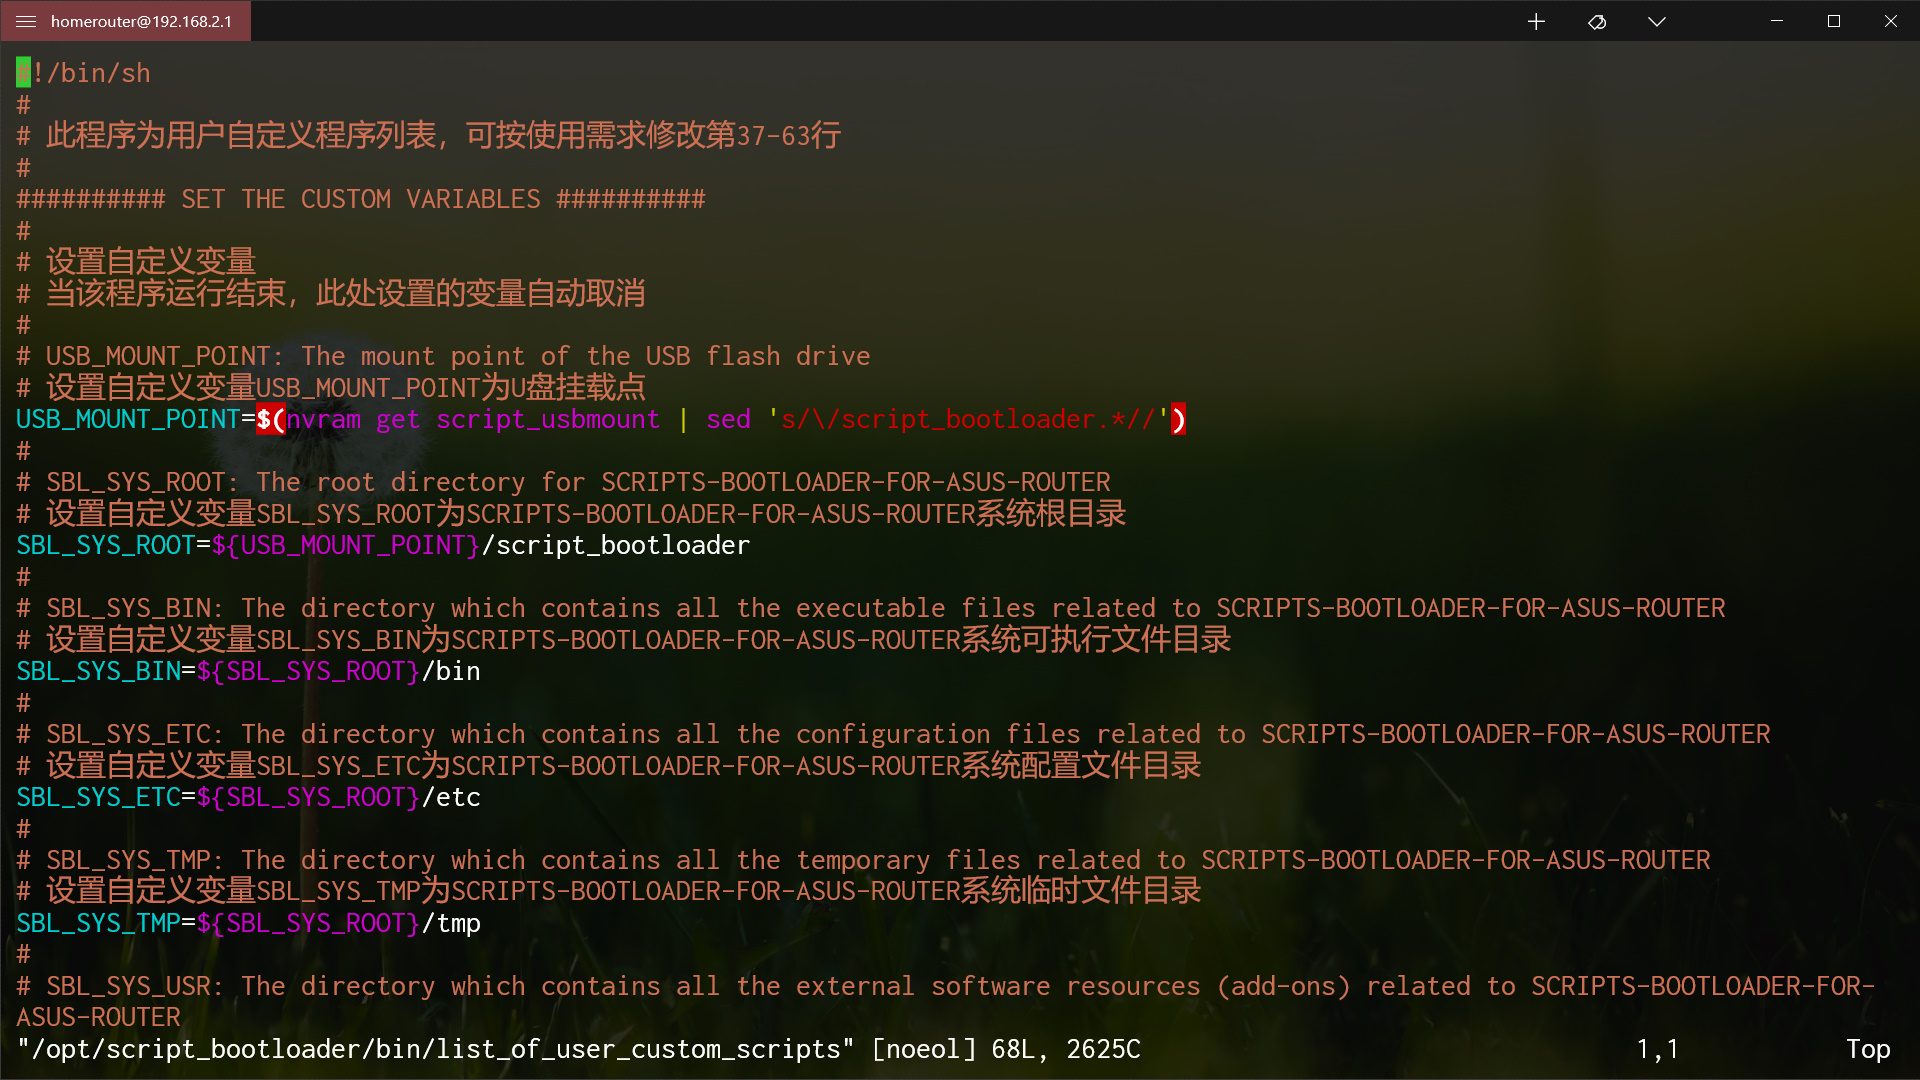 homerouter@192.168.2.1
#!/bin/sh
#
# 此程序为用户自定义程序列表，可按使用需求修改第37-63行
#
########## SET THE CUSTOM VARIABLES ##########
#
# 设置自定义变量
# 当该程序运行结束，此处设置的变量自动取消
#
# USB_MOUNT_POINT: The mount point of the USB flash drive
# 设置自定义变量USB_MOUNT_POINT为U盘挂载点
USB_MOUNT_POINT=$(nvram get script_usbmount | sed 's/\/script_bootloader.*//')
#
# SBL_SYS_ROOT: The root directory for SCRIPTS-BOOTLOADER-FOR-ASUS-ROUTER
# 设置自定义变量SBL_SYS_ROOT为SCRIPTS-BOOTLOADER-FOR-ASUS-ROUTER系统根目录
SBL_SYS_ROOT=${USB_MOUNT_POINT}/script_bootloader
#
# SBL_SYS_BIN: The directory which contains all the executable files related to SCRIPTS-BOOTLOADER-FOR-ASUS-ROUTER
# 设置自定义变量SBL_SYS_BIN为SCRIPTS-BOOTLOADER-FOR-ASUS-ROUTER系统可执行文件目录
SBL_SYS_BIN=${SBL_SYS_ROOT}/bin
#
# SBL_SYS_ETC: The directory which contains all the configuration files related to SCRIPTS-BOOTLOADER-FOR-ASUS-ROUTER
# 设置自定义变量SBL_SYS_ETC为SCRIPTS-BOOTLOADER-FOR-ASUS-ROUTER系统配置文件目录
SBL_SYS_ETC=${SBL_SYS_ROOT}/etc
#
# SBL_SYS_TMP: The directory which contains all the temporary files related to SCRIPTS-BOOTLOADER-FOR-ASUS-ROUTER
# 设置自定义变量SBL_SYS_TMP为SCRIPTS-BOOTLOADER-FOR-ASUS-ROUTER系统临时文件目录
SBL_SYS_TMP=${SBL_SYS_ROOT}/tmp
#
# SBL_SYS_USR: The directory which contains all the external software resources (add-ons) related to SCRIPTS-BOOTLOADER-FOR-
ASUS-ROUTER
"/opt/script_bootloader/bin/list_of_user_custom_scripts" [noeol] 68L, 2625C 1,1 Top